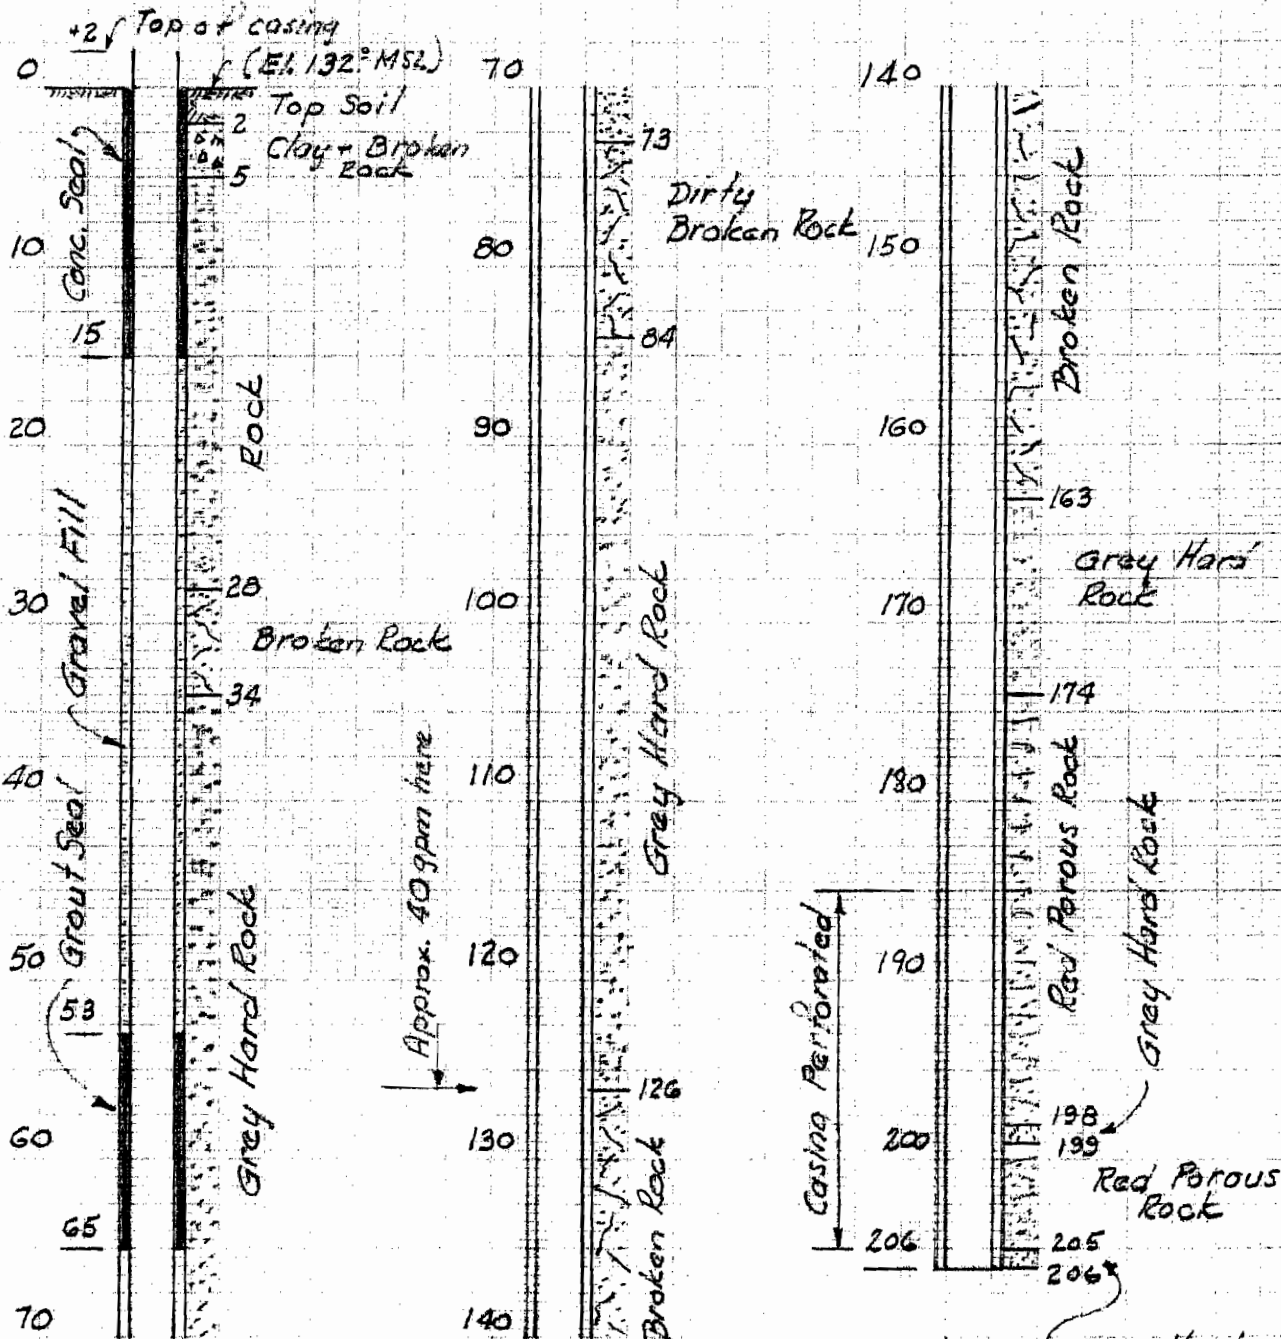 +2 Top of casing
(El. 132.° MSL)
0
Top Soil
2
Clay + Broken
Rock
5
Conc. Seal
10
15
Rock
20
Gravel Fill
28
30
Broken Rock
34
40
Grout Seal
Grey Hard Rock
50
53
60
65
70
70
73
Dirty
Broken Rock
80
84
90
100
Grey Hard Rock
110
Approx. 40gpm here
120
126
130
Broken Rock
140
140
Broken Rock
150
160
163
Grey Hard
Rock
170
174
Red Porous Rock
180
Grey Hard Rock
Casing Perforated
190
198
199
200
Red Porous
Rock
205
206
206